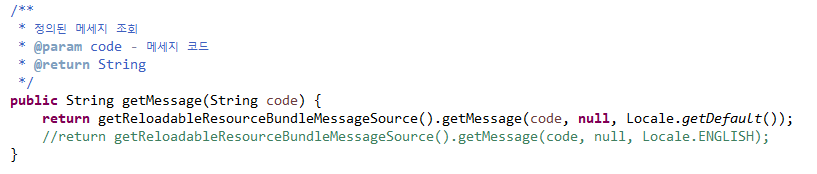 /**
 * 정의된 메세지 조회
 * @param code - 메세지 코드
 * @return String
 */
public String getMessage(String code) {
    return getReloadableResourceBundleMessageSource().getMessage(code, null, Locale.getDefault());
    //return getReloadableResourceBundleMessageSource().getMessage(code, null, Locale.ENGLISH);
}